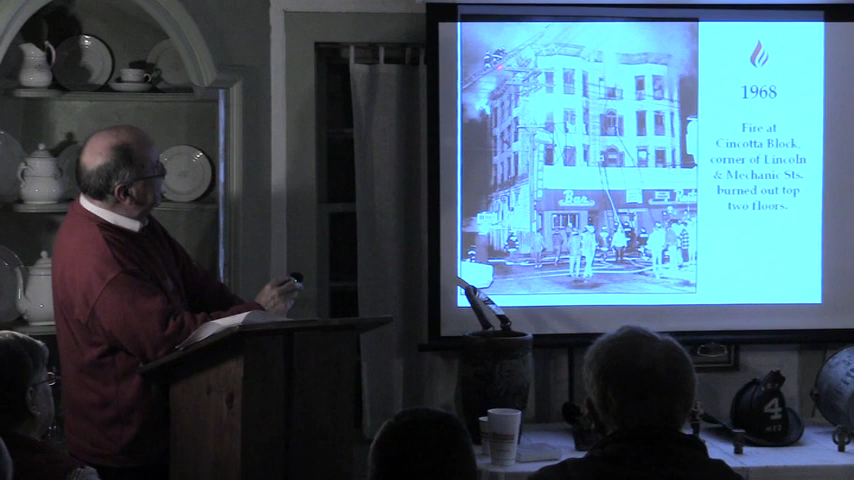 1968
Fire at
Cincotta Block,
corner of Lincoln
& Mechanic Sts.
burned out top
two floors.
Bar
4